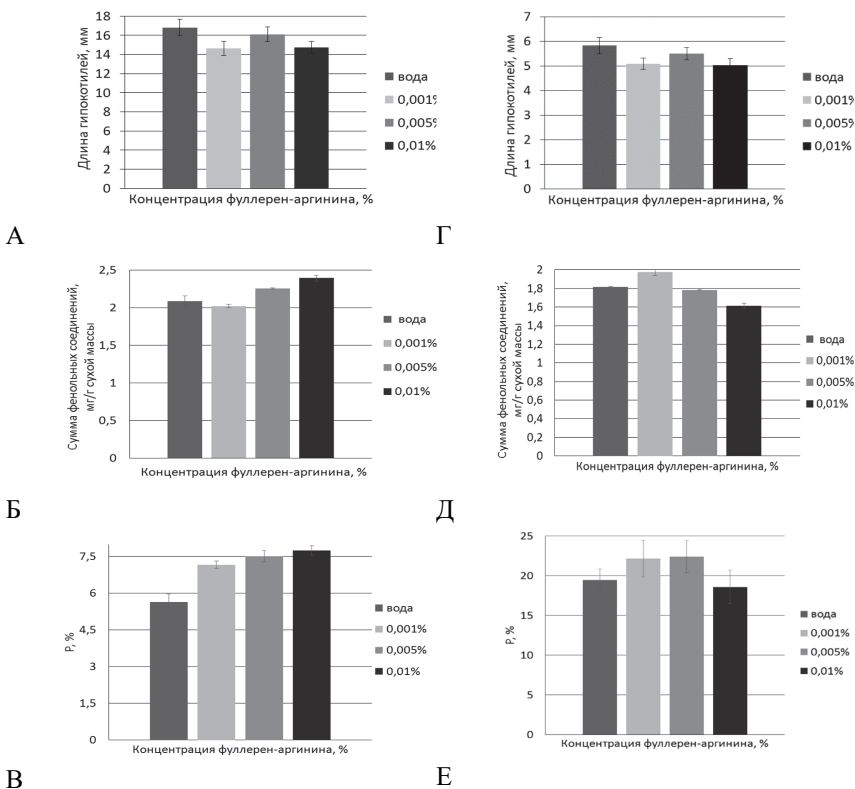 Длина гипокотилей, мм
18
16
14
12
10
8
6
4
2
0
вода
0,001%
0,005%
0,01%
Концентрация фуллерен-аргинина, %
А
Длина гипокотилей, мм
7
6
5
4
3
2
1
0
вода
0,001%
0,005%
0,01%
Концентрация фуллерен-аргинина, %
Г
Сумма фенольных соединений,
мг/г сухой массы
2,5
2
1,5
1
0,5
0
вода
0,001%
0,005%
0,01%
Концентрация фуллерен-аргинина, %
Б
Сумма фенольных соединений,
мг/г сухой массы
2
1,8
1,6
1,4
1,2
1
0,8
0,6
0,4
0,2
0
вода
0,001%
0,005%
0,01%
Концентрация фуллерен-аргинина, %
Д
Р, %
7,5
6
4,5
3
1,5
0
вода
0,001%
0,005%
0,01%
Концентрация фуллерен-аргинина, %
В
Р, %
25
20
15
10
5
0
вода
0,001%
0,005%
0,01%
Концентрация фуллерен-аргинина, %
Е